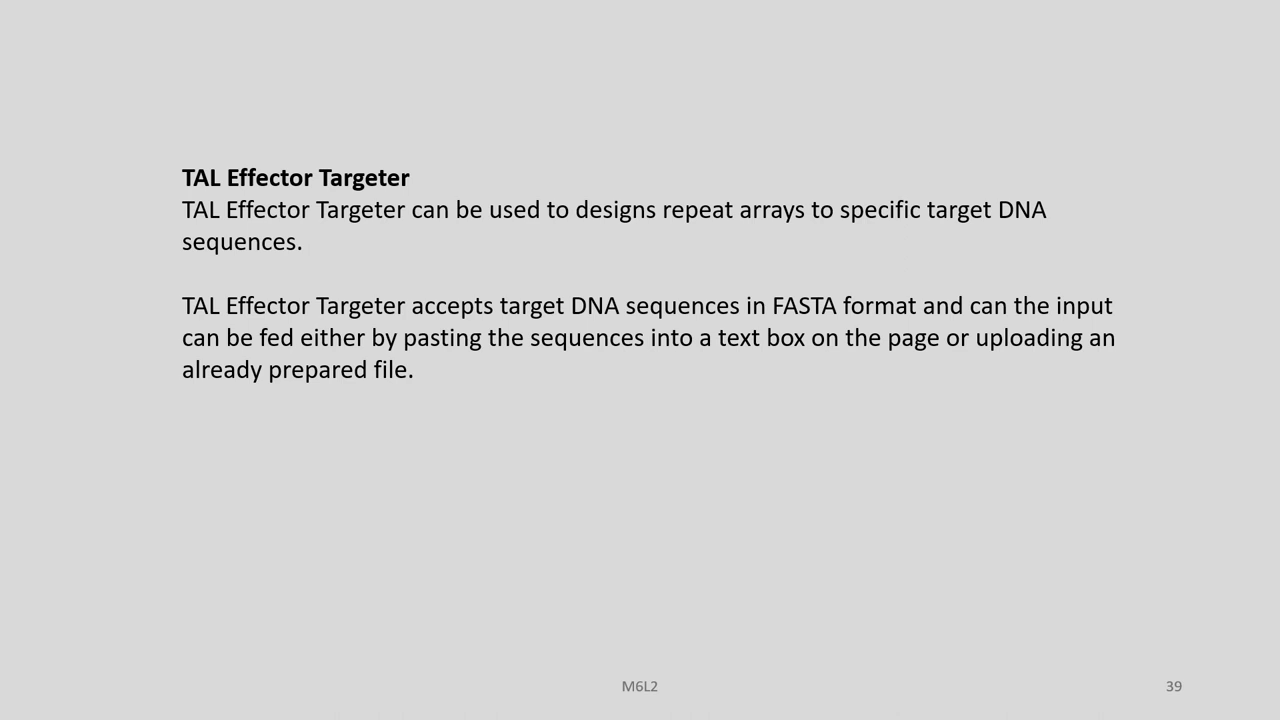 TAL Effector Targeter
TAL Effector Targeter can be used to designs repeat arrays to specific target DNA
sequences.
TAL Effector Targeter accepts target DNA sequences in FASTA format and can the input
can be fed either by pasting the sequences into a text box on the page or uploading an
already prepared file.
M6L2
39